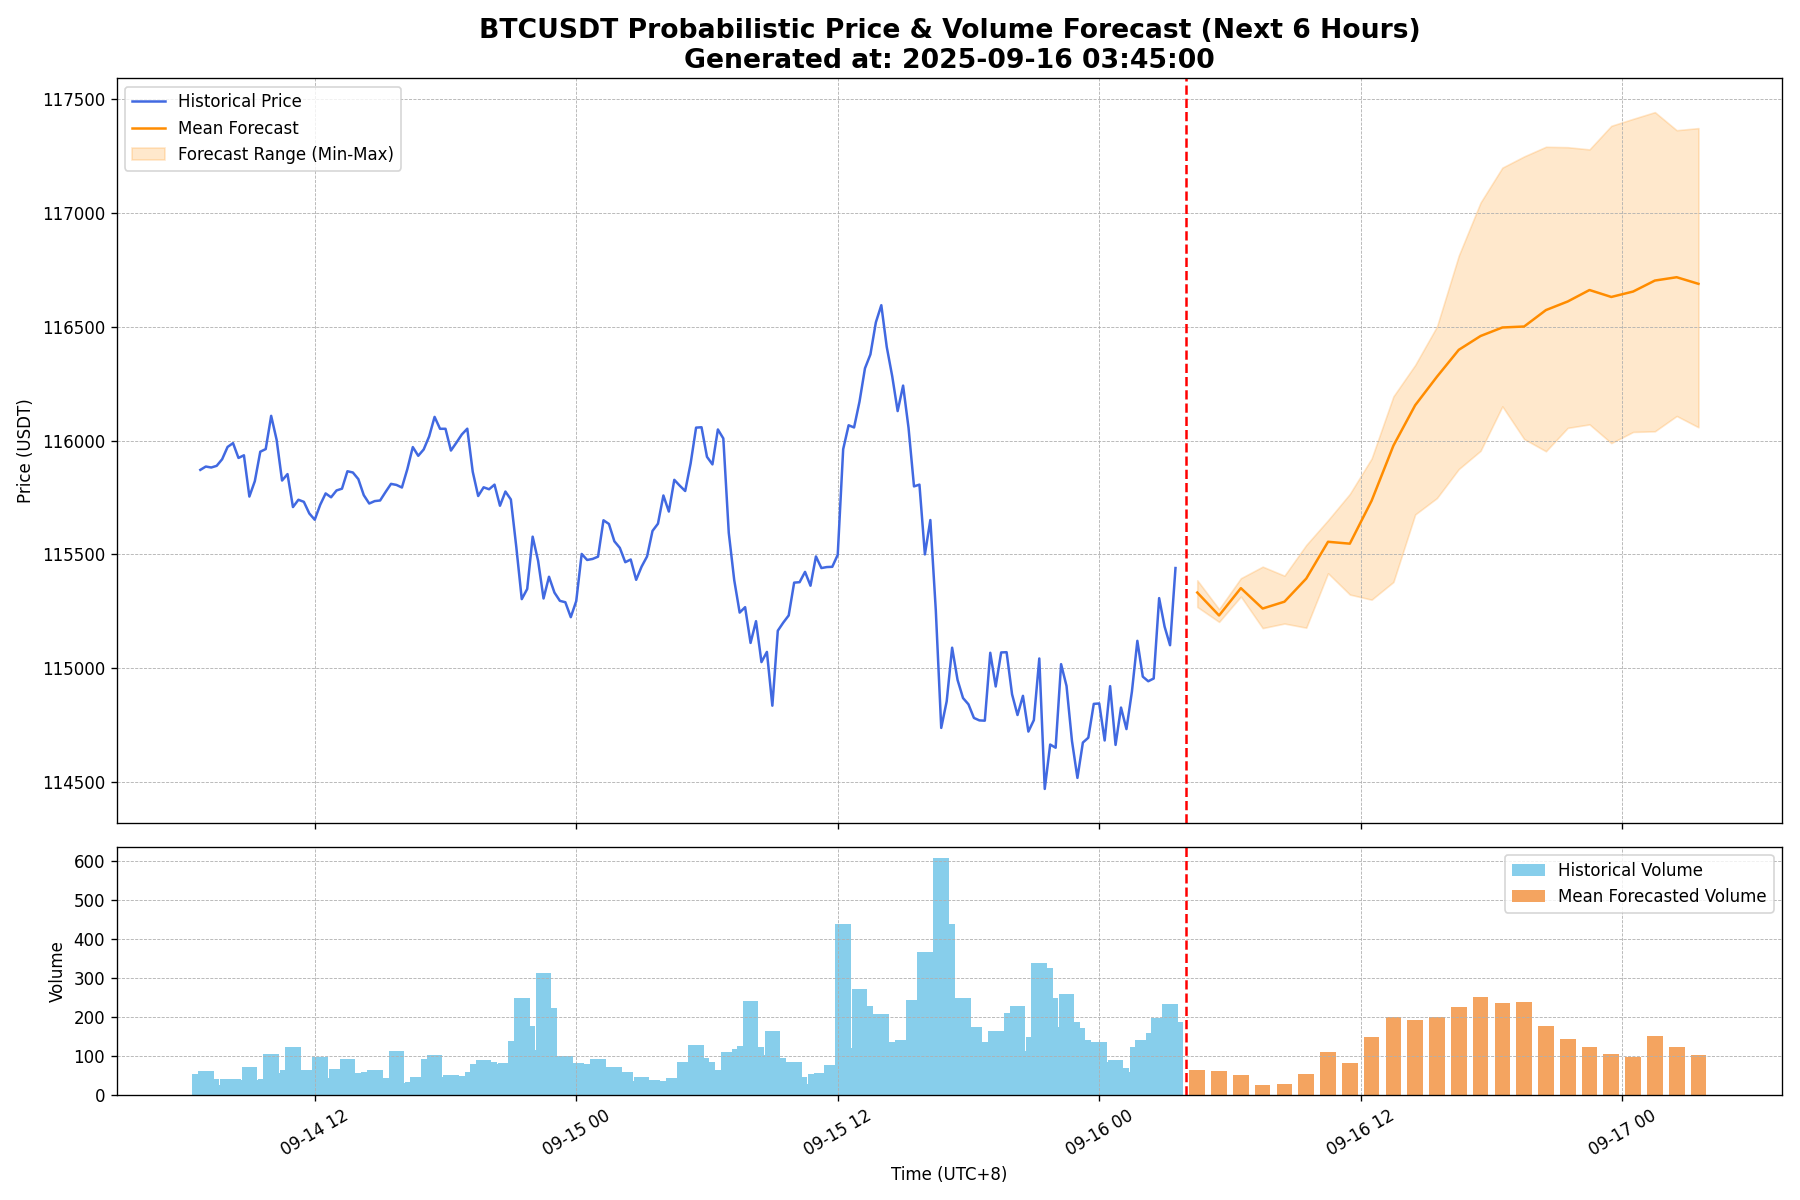 BTCUSDT Probabilistic Price & Volume Forecast (Next 6 Hours)
Generated at: 2025-09-16 03:45:00
Historical Price
Mean Forecast
Forecast Range (Min-Max)
Price (USDT)
117500
117000
116500
116000
115500
115000
114500
Historical Volume
Mean Forecasted Volume
Volume
600
500
400
300
200
100
0
09-14 12
09-15 00
09-15 12
09-16 00
09-16 12
09-17 00
Time (UTC+8)